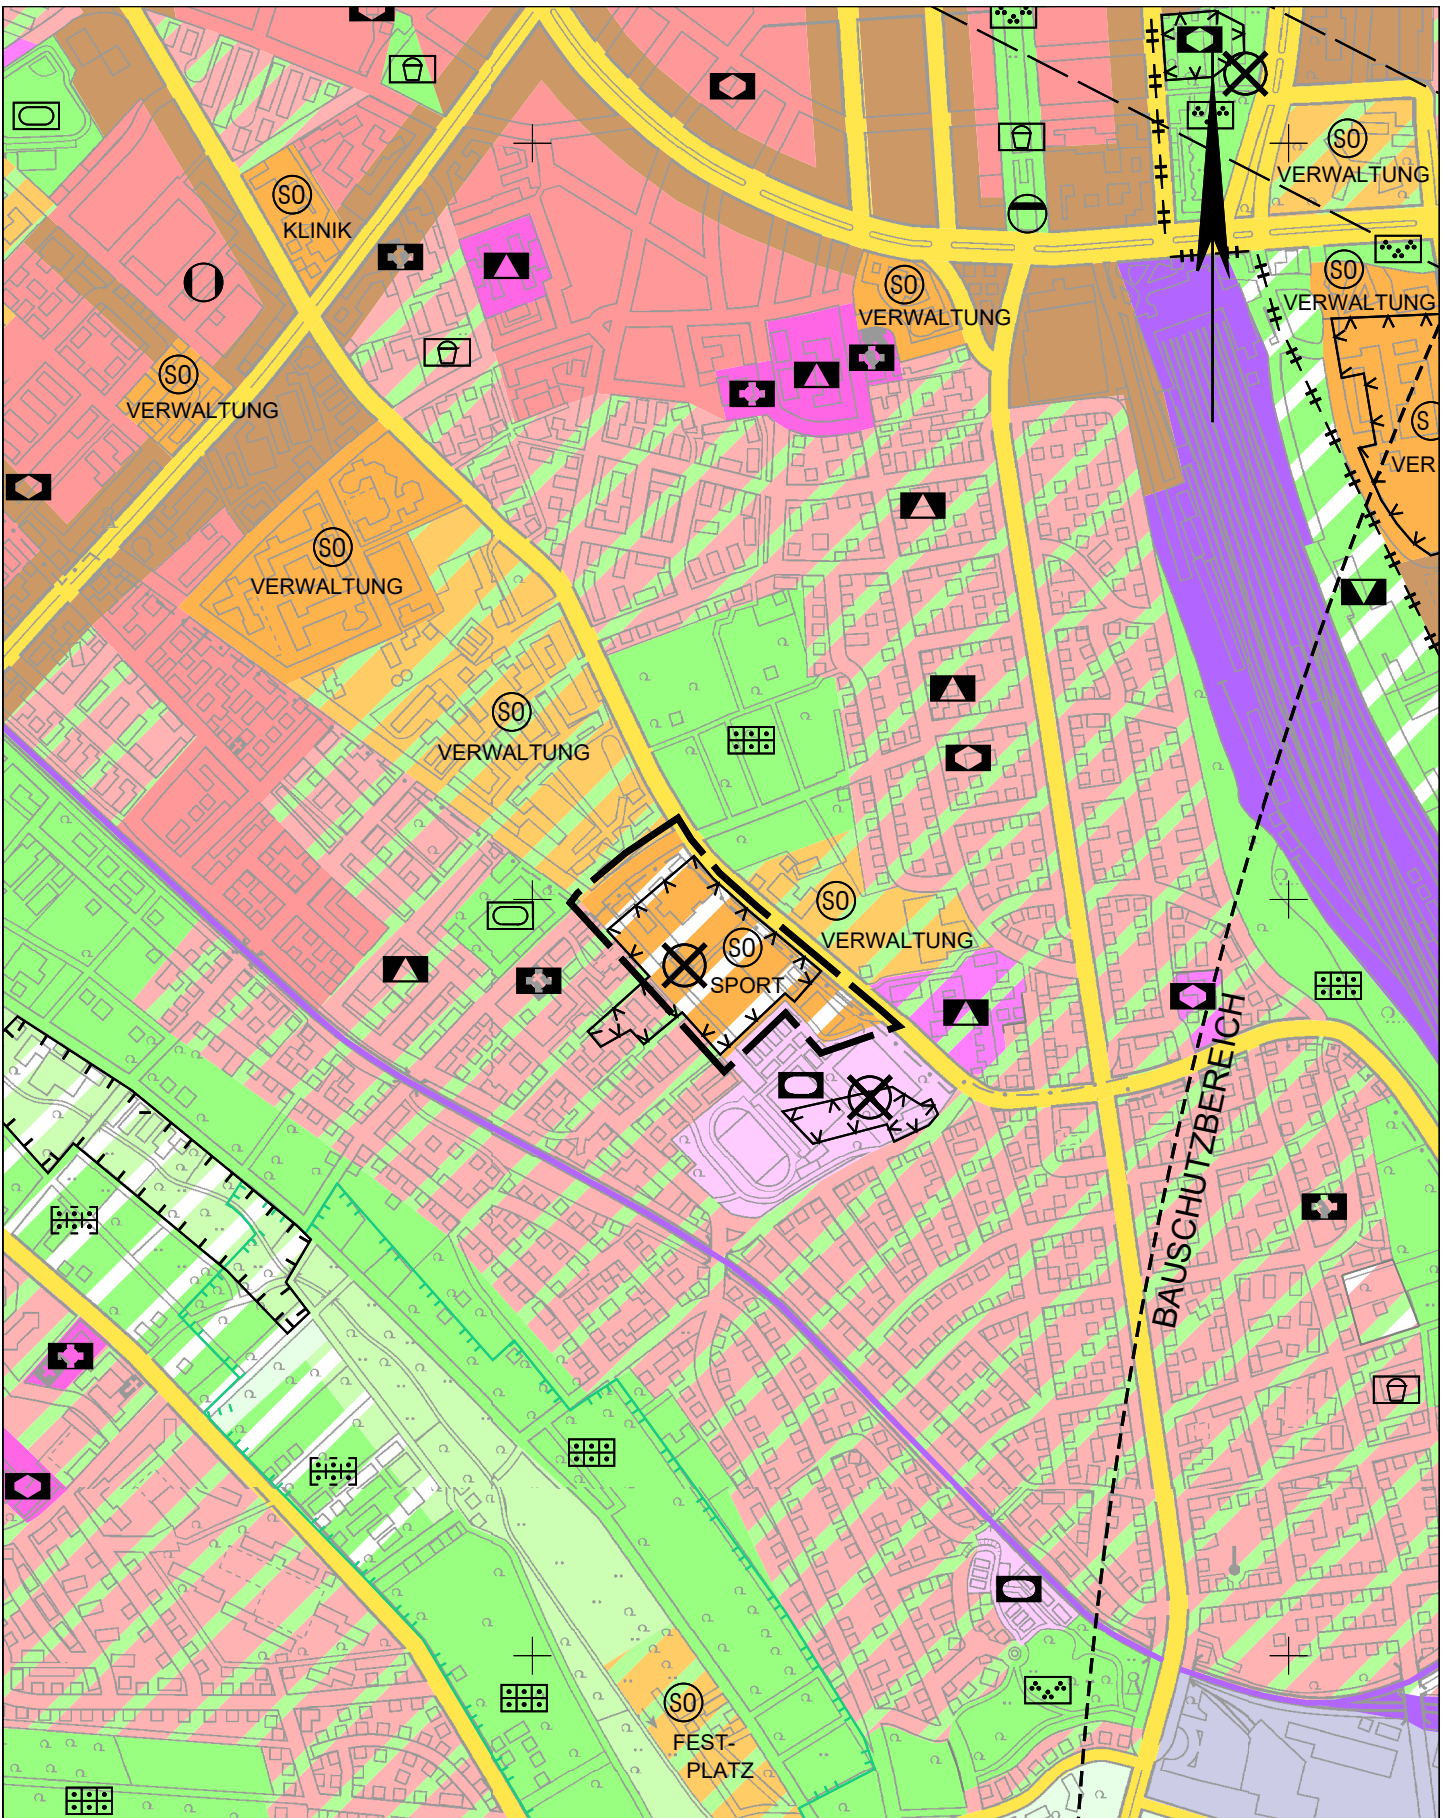 SO
VERWALTUNG
SO
KLINIK
SO
VERWALTUNG
SO
VERWALTUNG
SO
VERWALTUNG
S
VER
SO
VERWALTUNG
SO
VERWALTUNG
SO
VERWALTUNG
SO
SPORT
BAUSCHUTZBEREICH
SO
FEST-
PLATZ